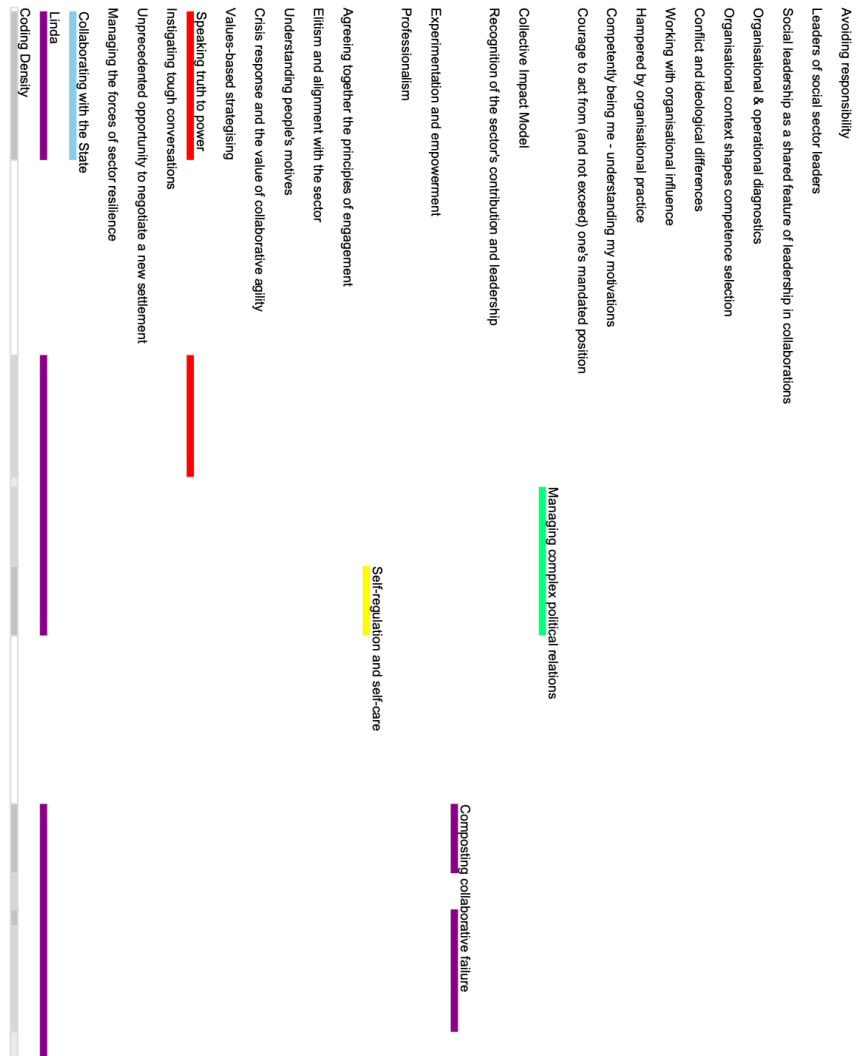 Coding Density
Linda
Collaborating with the State
Managing the forces of sector resilience
Unprecedented opportunity to negotiate a new settlement
Instigating tough conversations
Speaking truth to power
Values-based strategising
Crisis response and the value of collaborative agility
Understanding people's motives
Elitism and alignment with the sector
Agreeing together the principles of engagement
Self-regulation and self-care
Professionalism
Experimentation and empowerment
Composting collaborative failure
Recognition of the sector's contribution and leadership
Collective Impact Model
Managing complex political relations
Courage to act from (and not exceed) one's mandated position
Competently being me - understanding my motivations
Hampered by organisational practice
Working with organisational influence
Conflict and ideological differences
Organisational context shapes competence selection
Organisational & operational diagnostics
Social leadership as a shared feature of leadership in collaborations
Leaders of social sector leaders
Avoiding responsibility